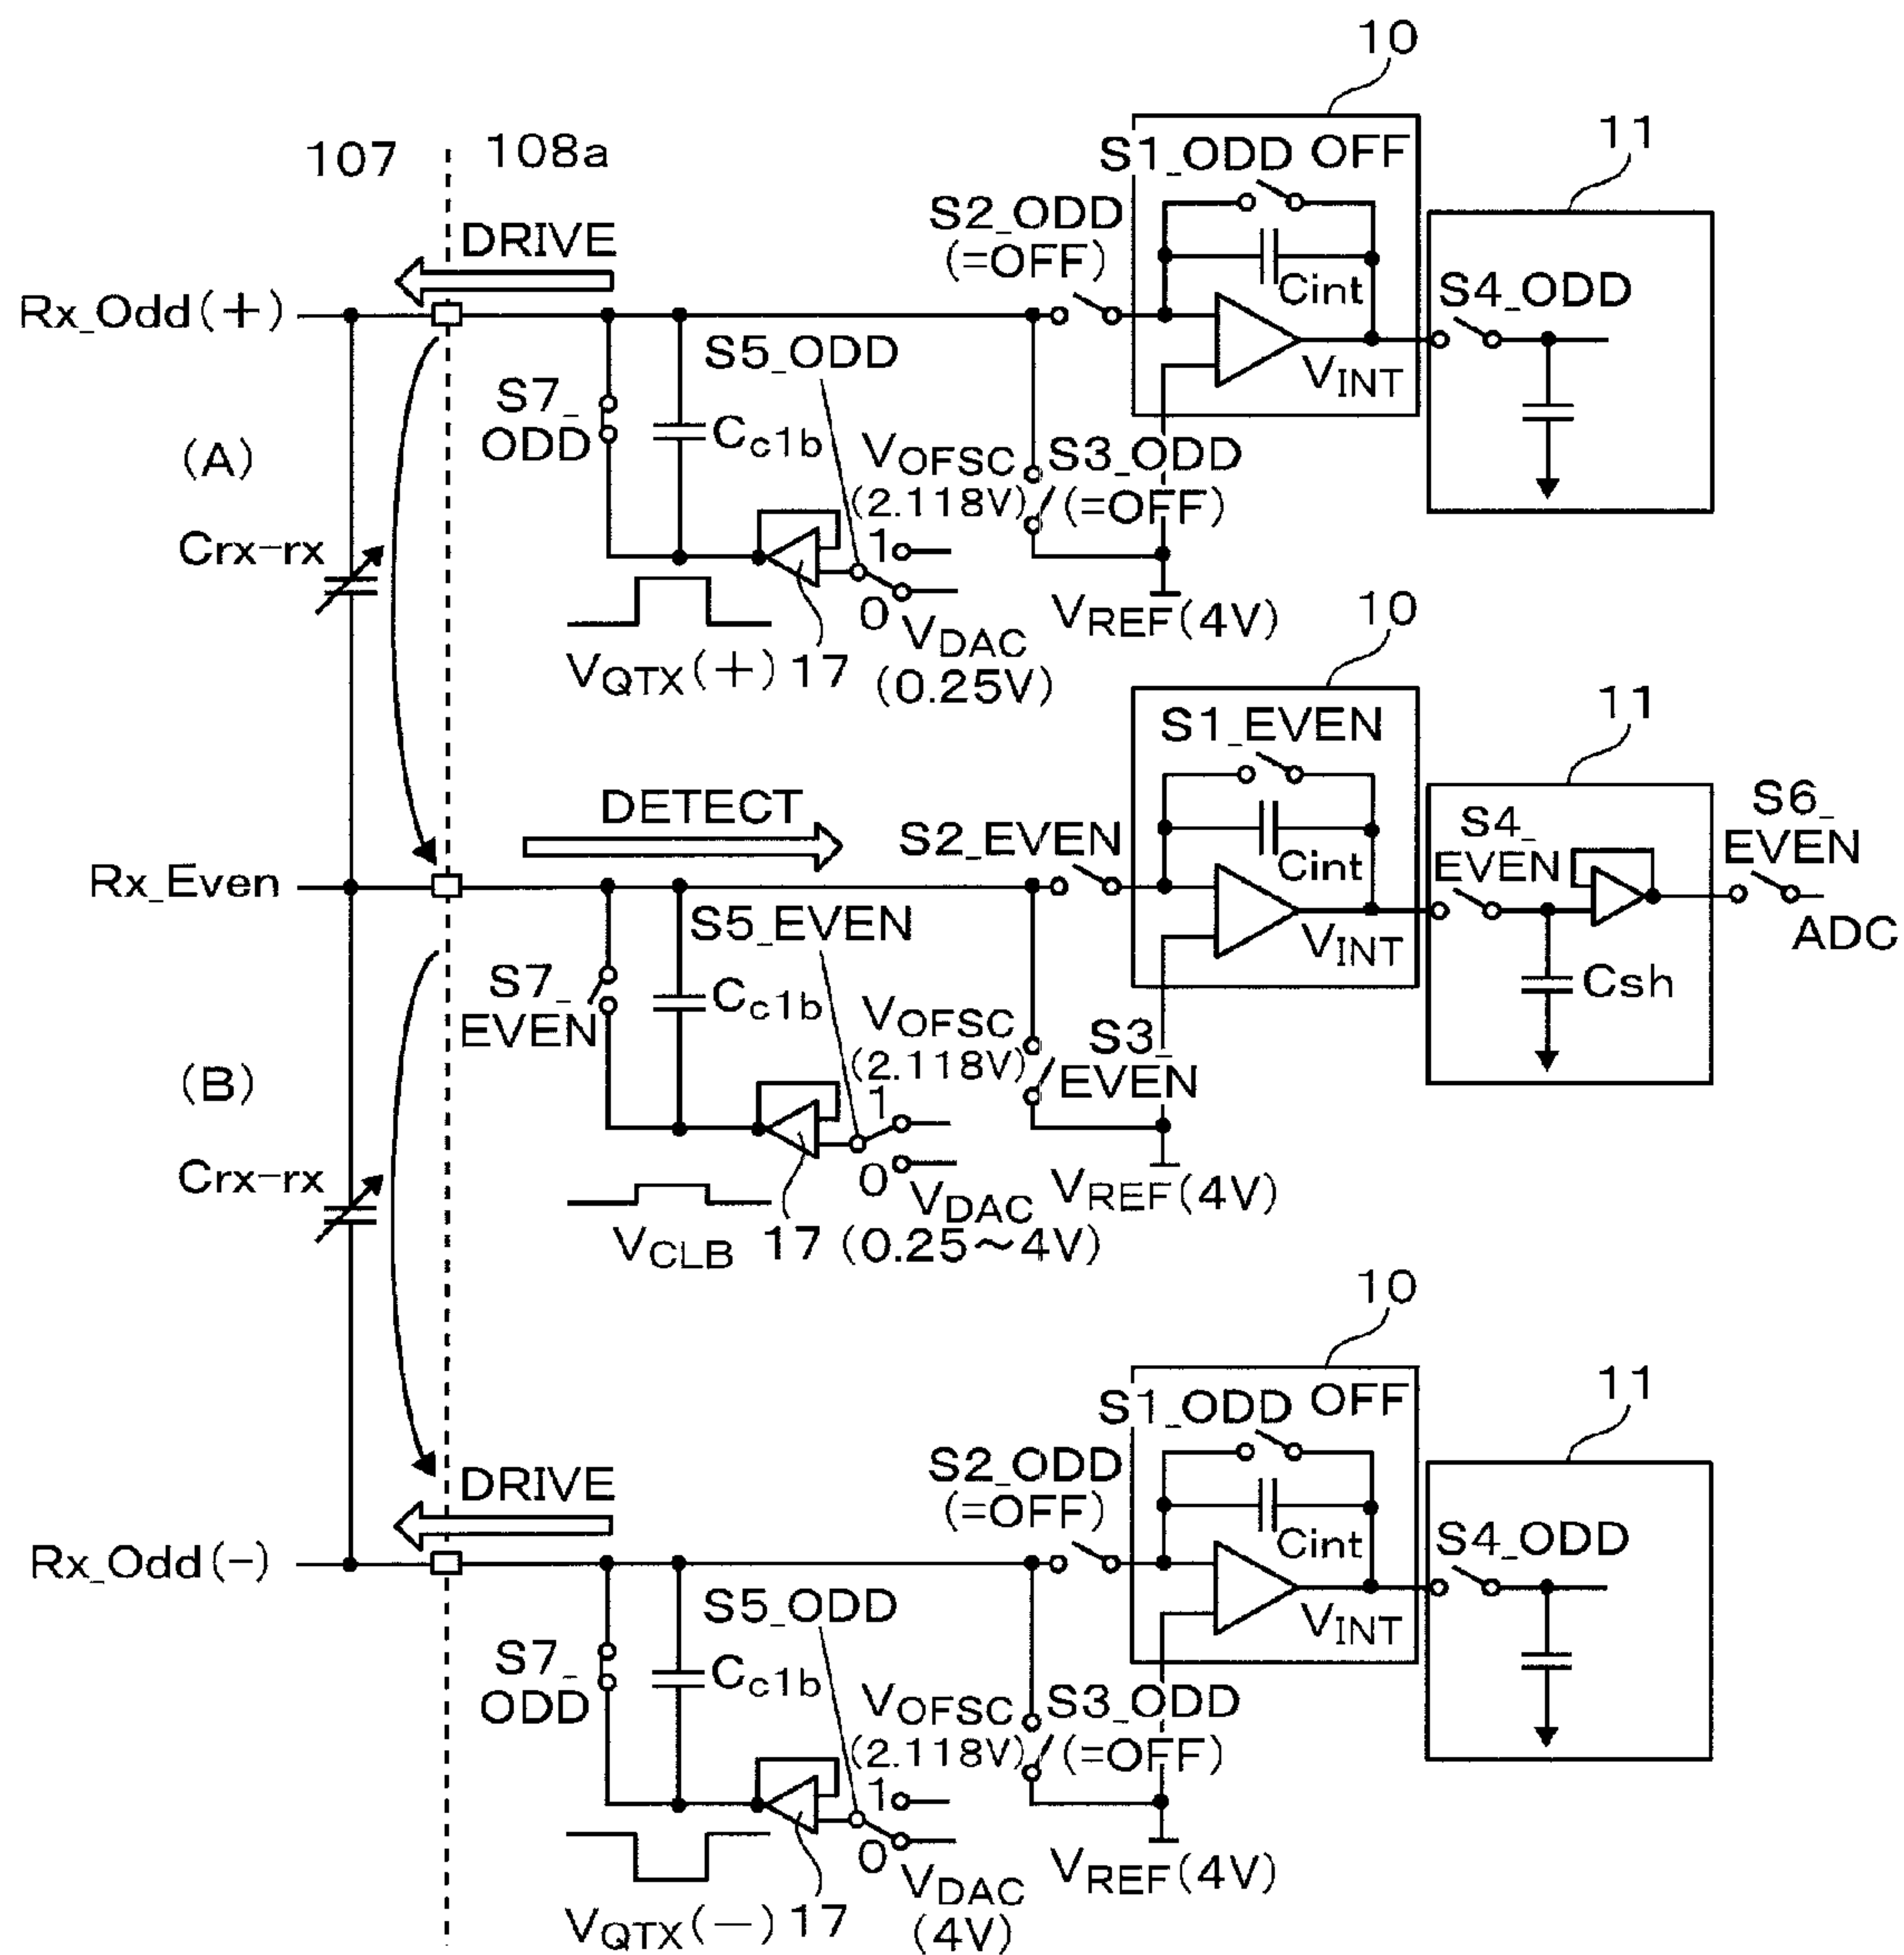 10
107
108a
S1_ODD OFF
11
S2_ODD
(=OFF)
DRIVE
Cint
S4_ODD
Rx_Odd(+)
S5_ODD
VINT
S7_
ODD
Cc1b
(A)
VOFSC
(2.118V)
S3_ODD
(=OFF)
Crx-rx
1
0
VREF(4V)
VQTX(+)
17
VDAC
(0.25V)
10
S1_EVEN
11
DETECT
S2_EVEN
Cint
S4_
EVEN
S6_
EVEN
Rx_Even
S5_EVEN
VINT
ADC
S7_
EVEN
Cc1b
Csh
VOFSC
(2.118V)
S3_
EVEN
(B)
1
0
Crx-rx
VDAC
VREF(4V)
VCLB
17
(0.25~4V)
10
S1_ODD OFF
11
S2_ODD
(=OFF)
DRIVE
Cint
S4_ODD
Rx_Odd(-)
S5_ODD
VINT
S7_
ODD
Cc1b
VOFSC
(2.118V)
S3_ODD
(=OFF)
1
0
VREF(4V)
VQTX(-)
17
VDAC
(4V)